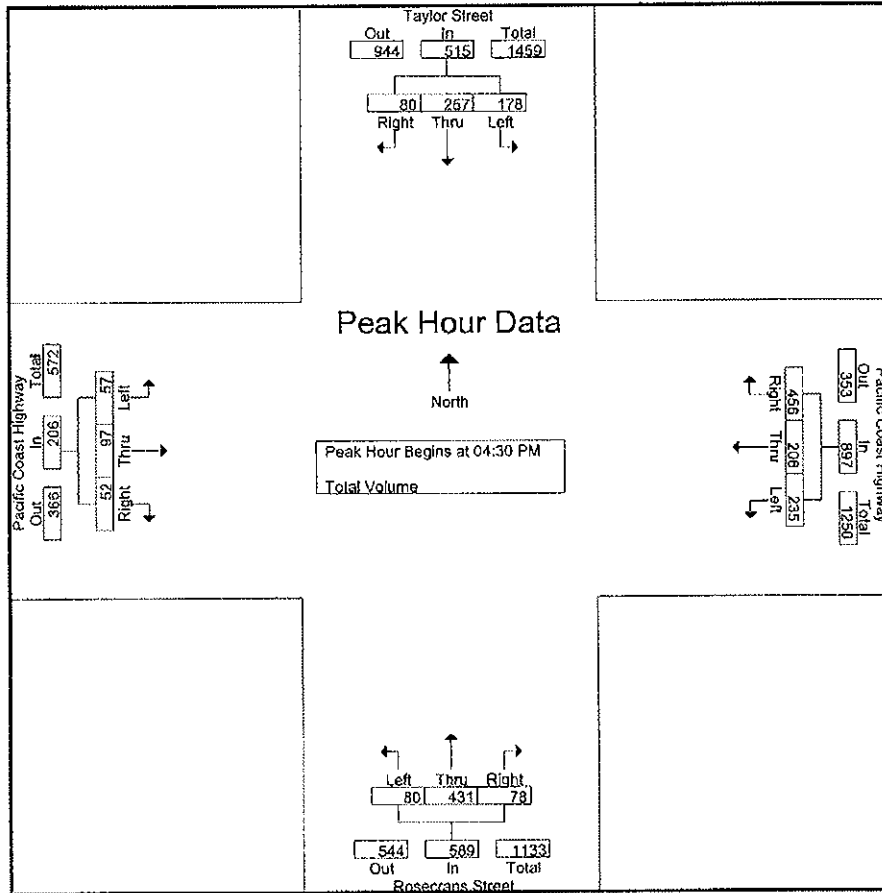 Taylor Street
Out In Total
944 515 1459
80 257 178
Right Thru Left
Peak Hour Data
North
Peak Hour Begins at 04:30 PM
Total Volume
Pacific Coast Highway
Total In Out
572 206 366
57 97 52
Left Thru Right
Pacific Coast Highway
Out In Total
353 897 1250
456 206 235
Right Thru Left
Left Thru Right
80 431 78
544 589 1133
Out In Total
Rosecrans Street